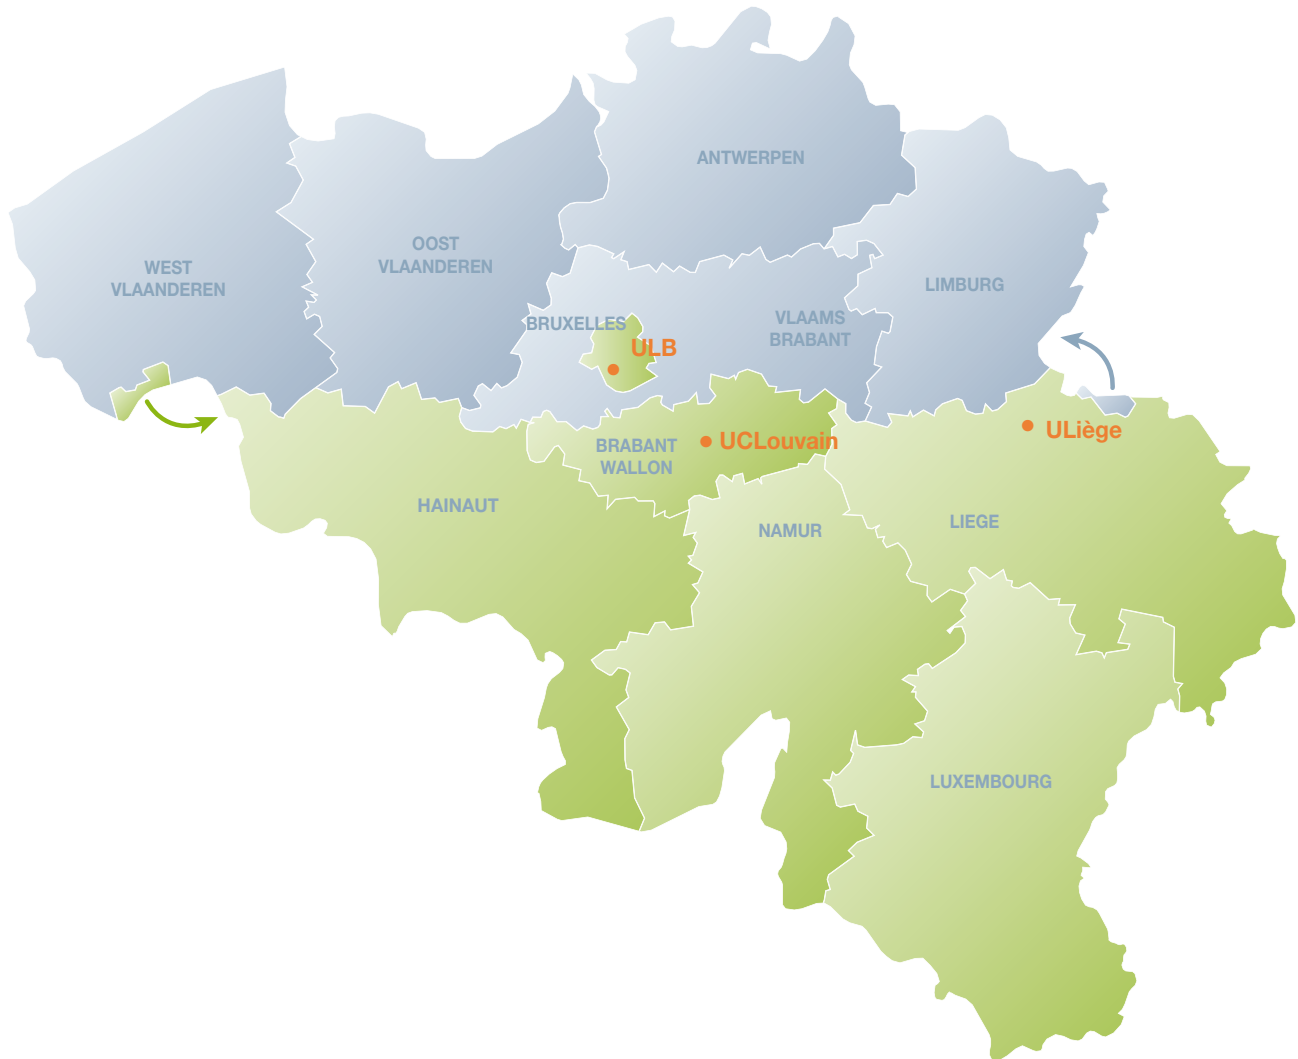 ANTWERPEN
OOST
VLAANDEREN
WEST
VLAANDEREN
LIMBURG
BRUXELLES
VLAAMS
BRABANT
ULB
ULiège
UCLouvain
BRABANT
WALLON
HAINAUT
LIEGE
NAMUR
LUXEMBOURG